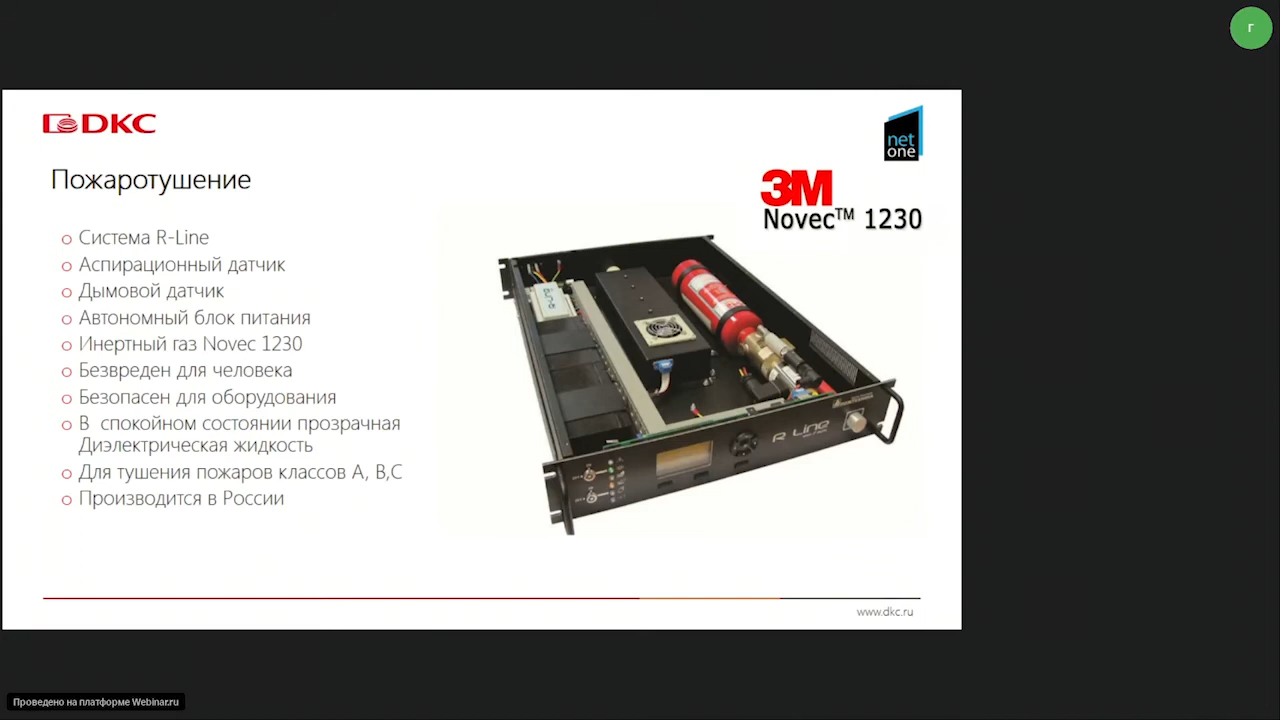 г
DKC
net
one
Пожаротушение
3M
Novec™ 1230
Система R-Line
Аспирационный датчик
Дымовой датчик
Автономный блок питания
Инертный газ Novec 1230
Безвреден для человека
Безопасен для оборудования
В спокойном состоянии прозрачная
Диэлектрическая жидкость
Для тушения пожаров классов А, В,С
Производится в России
R Line
www.dkc.ru
Проведено на платформе Webinar.ru